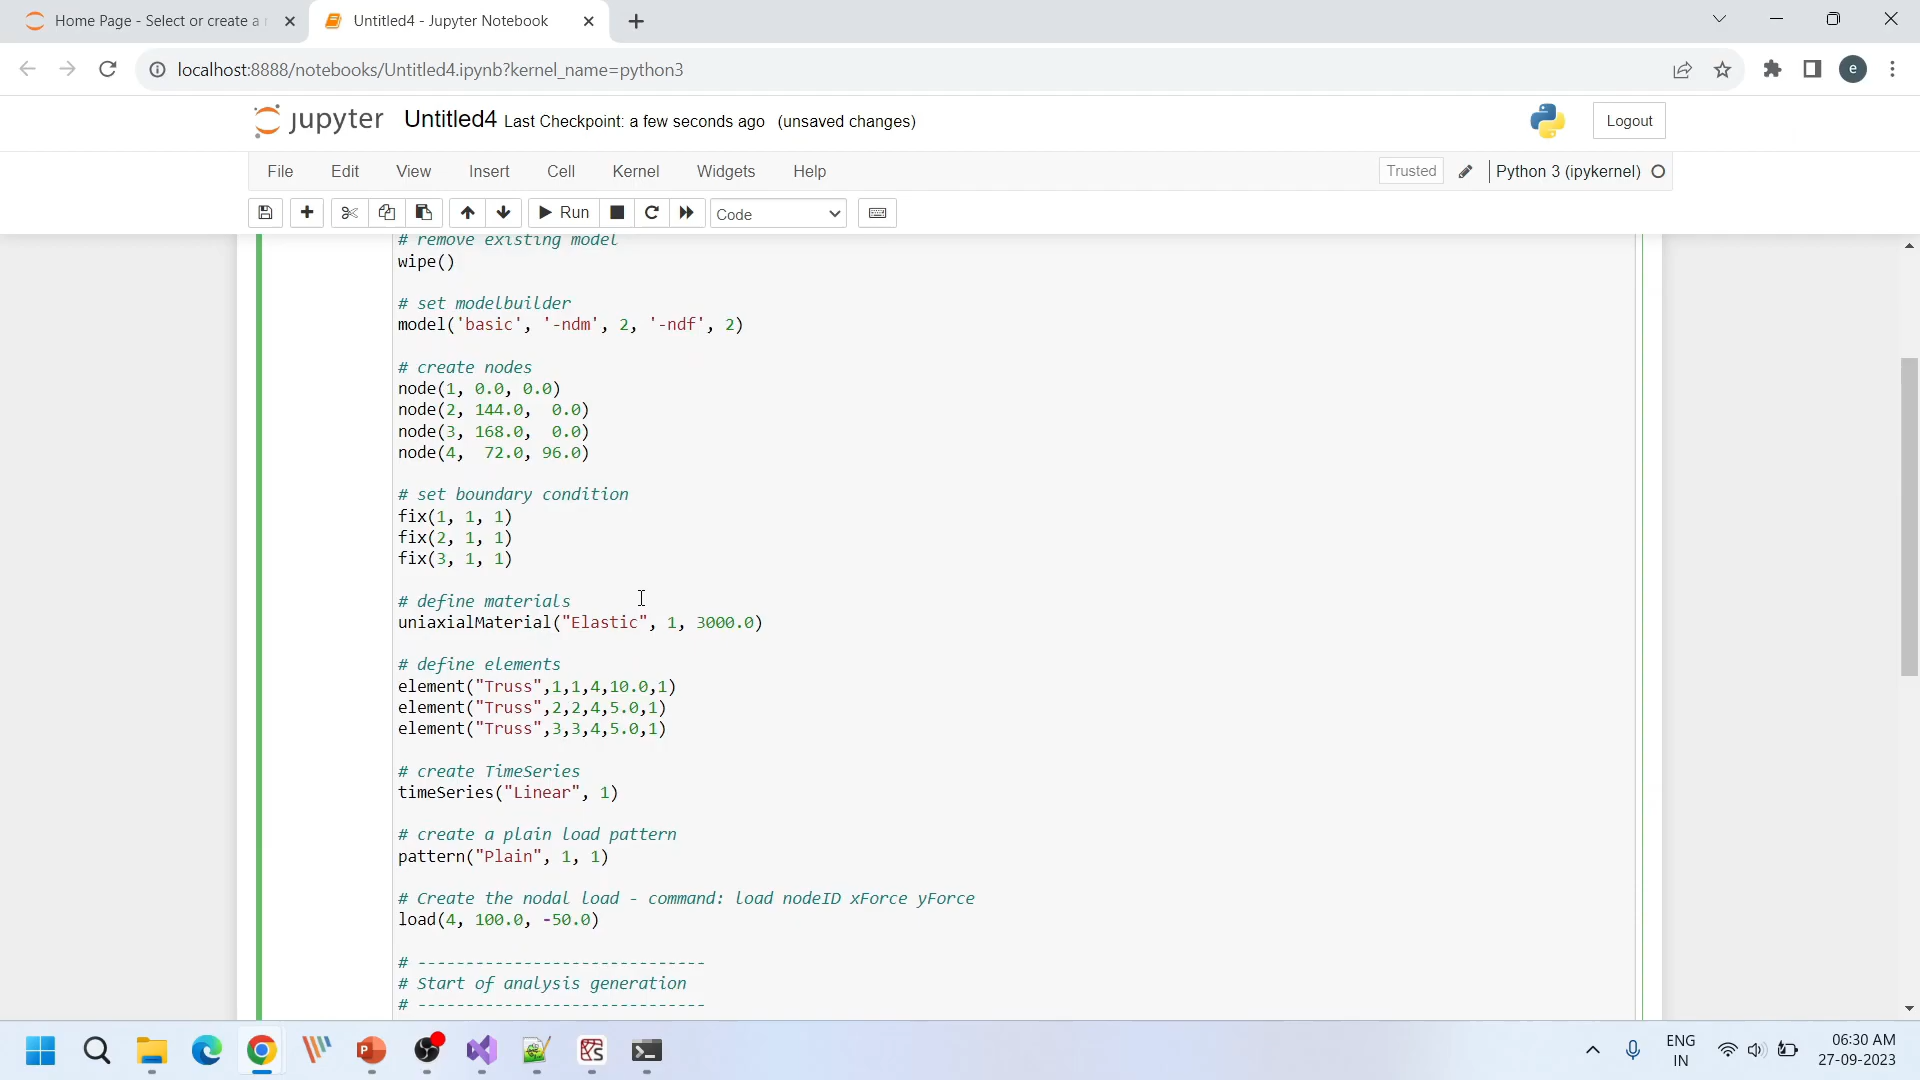 Home Page - Select or create a
Untitled4 - Jupyter Notebook
localhost:8888/notebooks/Untitled4.ipynb?kernel_name=python3
e
jupyter
Untitled4 Last Checkpoint: a few seconds ago (unsaved changes)
Logout
File Edit View Insert Cell Kernel Widgets Help
Trusted
Python 3 (ipykernel)
Run
Code
# remove existing model
wipe()
# set modelbuilder
model('basic', '-ndm', 2, '-ndf', 2)
# create nodes
node(1, 0.0, 0.0)
node(2, 144.0,  0.0)
node(3, 168.0,  0.0)
node(4,  72.0, 96.0)
# set boundary condition
fix(1, 1, 1)
fix(2, 1, 1)
fix(3, 1, 1)
# define materials
uniaxialMaterial("Elastic", 1, 3000.0)
# define elements
element("Truss",1,1,4,10.0,1)
element("Truss",2,2,4,5.0,1)
element("Truss",3,3,4,5.0,1)
# create TimeSeries
timeSeries("Linear", 1)
# create a plain load pattern
pattern("Plain", 1, 1)
# Create the nodal load - command: load nodeID xForce yForce
load(4, 100.0, -50.0)
# ------------------------------
# Start of analysis generation
# ------------------------------
ENG
IN
06:30 AM
27-09-2023